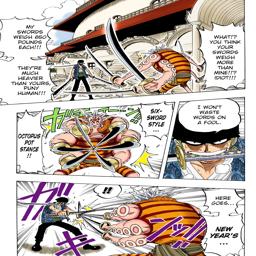 MY
SWORDS
WEIGH 660
POUNDS
EACH!!!
THEY'RE
MUCH
HEAVIER
THAN YOURS,
PUNY
HUMAN!!!
WHAT!?
YOU THINK
YOUR
SWORDS
WEIGH
MORE
THAN
MINE!?
IDIOT!!!
SIX-
SWORD
STYLE
OCTOPUS
POT
STANCE
!!
I WON'T
WASTE
WORDS ON
A FOOL.
!!
HERE
GOES...
NEW
YEAR'S
...